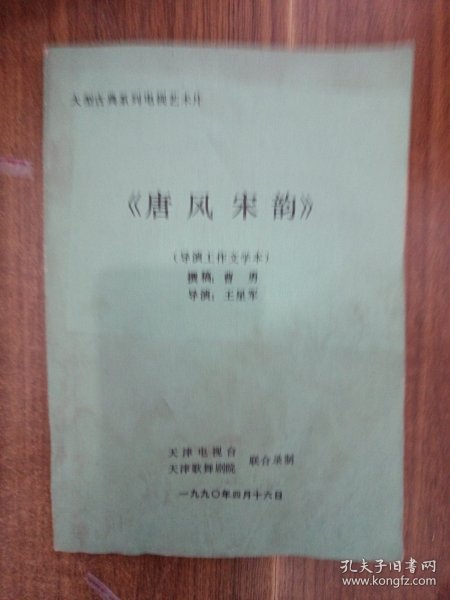 大型古典系列电视艺术片
《唐风宋韵》
（导演工作文学本）
撰稿：曹勇
导演：王星军
天津电视台
天津歌舞剧院 联合录制
一九九〇年四月十六日
孔夫子旧书网
www.kongfz.com